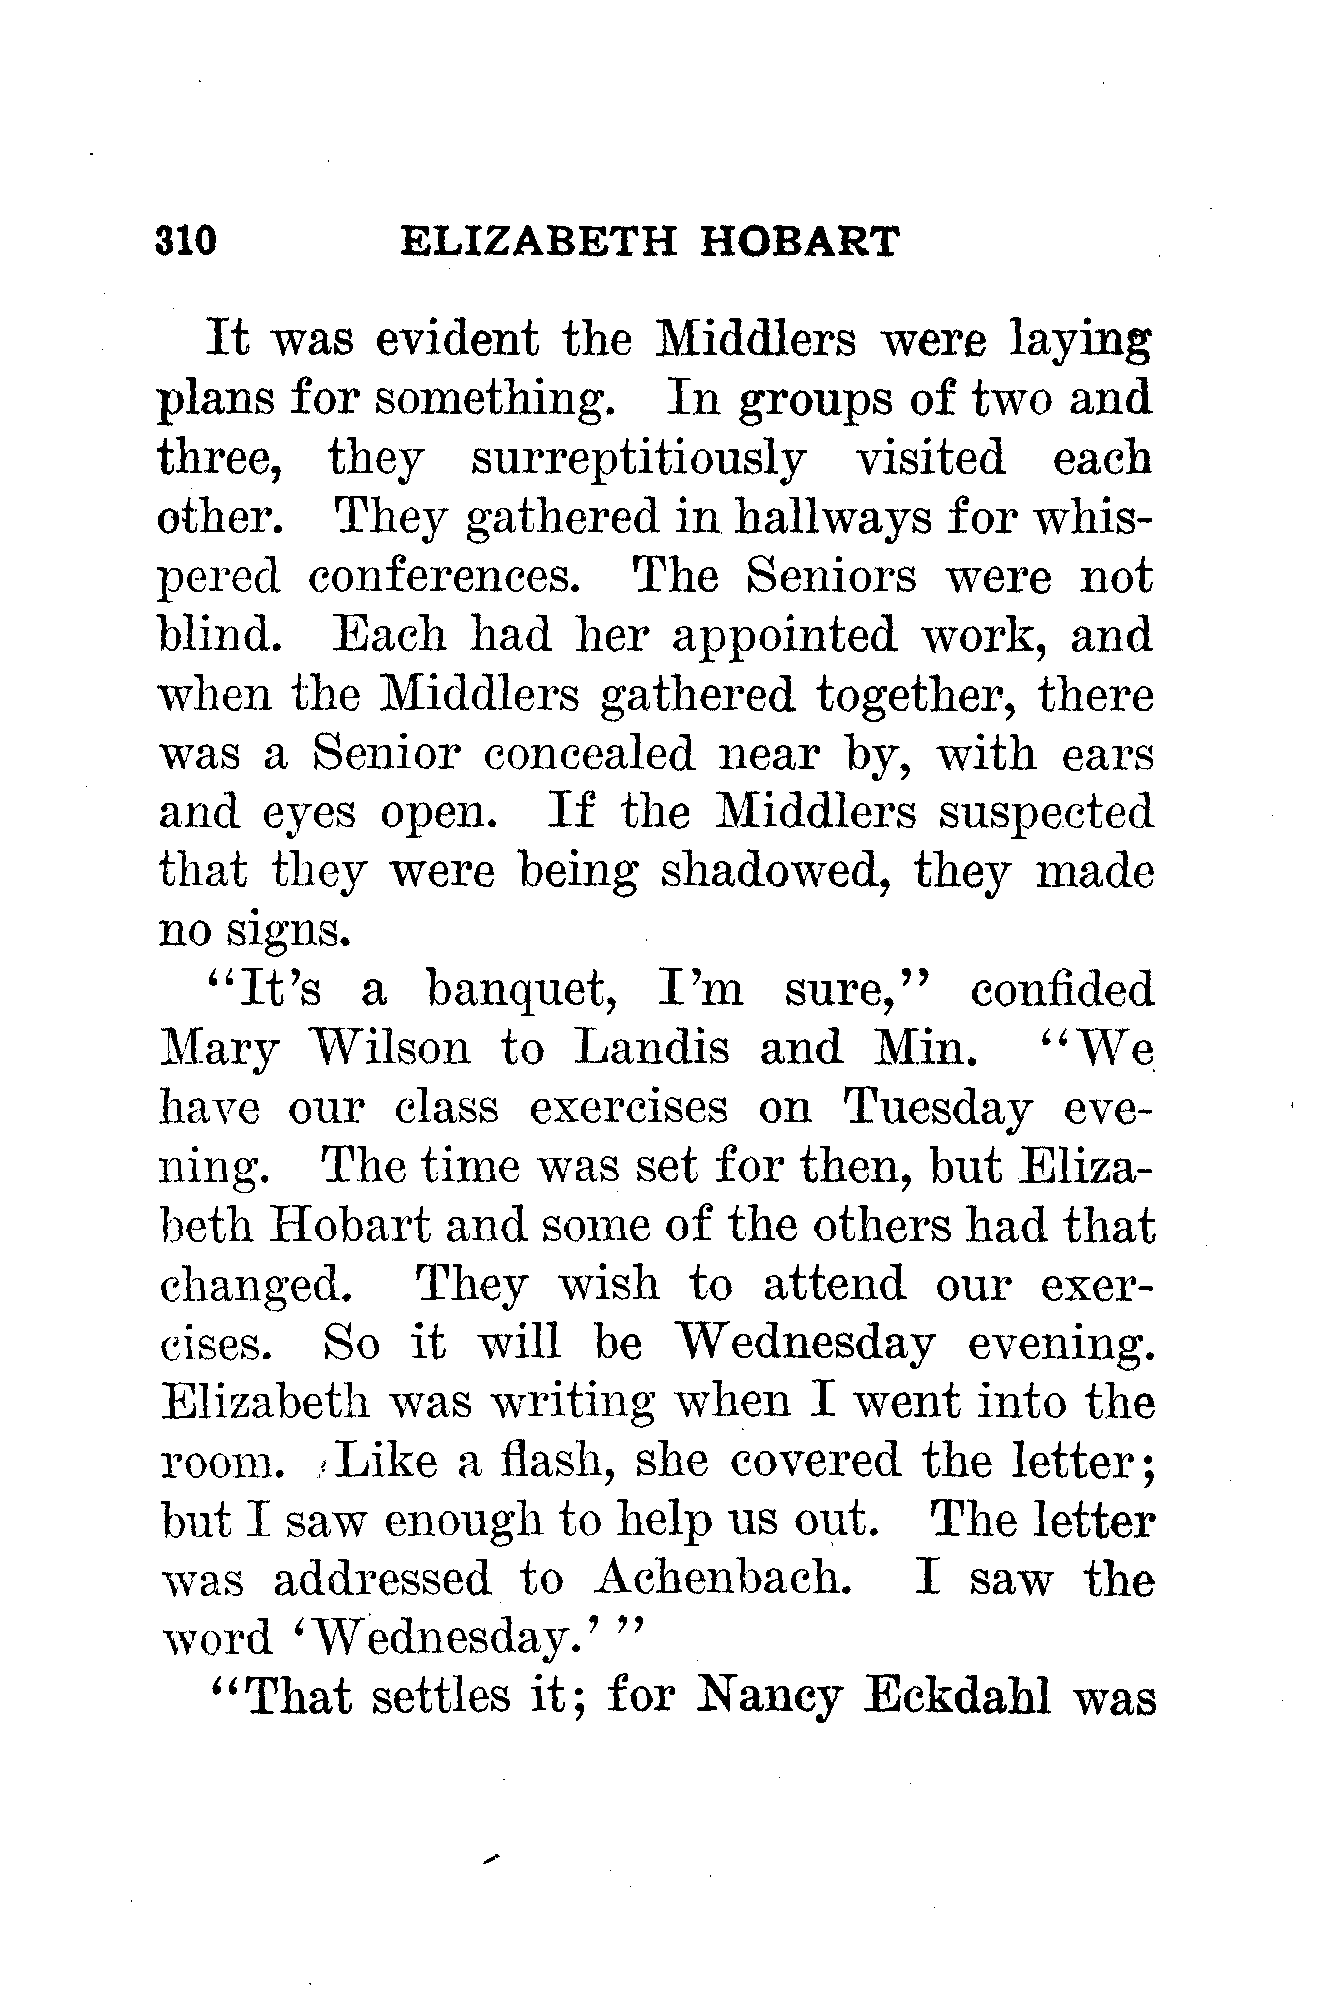 310 ELIZABETH HOBART
It was evident the Middlers were laying
plans for something. In groups of two and
three, they surreptitiously visited each
other. They gathered in hallways for whis-
pered conferences. The Seniors were not
blind. Each had her appointed work, and
when the Middlers gathered together, there
was a Senior concealed near by, with ears
and eyes open. If the Middlers suspected
that they were being shadowed, they made
no signs.
“It’s a banquet, I’m sure,” confided
Mary Wilson to Landis and Min. “We
have our class exercises on Tuesday eve-
ning. The time was set for then, but Eliza-
beth Hobart and some of the others had that
changed. They wish to attend our exer-
cises. So it will be Wednesday evening.
Elizabeth was writing when I went into the
room. Like a flash, she covered the letter;
but I saw enough to help us out. The letter
was addressed to Achenbach. I saw the
word ‘Wednesday.’ ”
“That settles it; for Nancy Eckdahl was